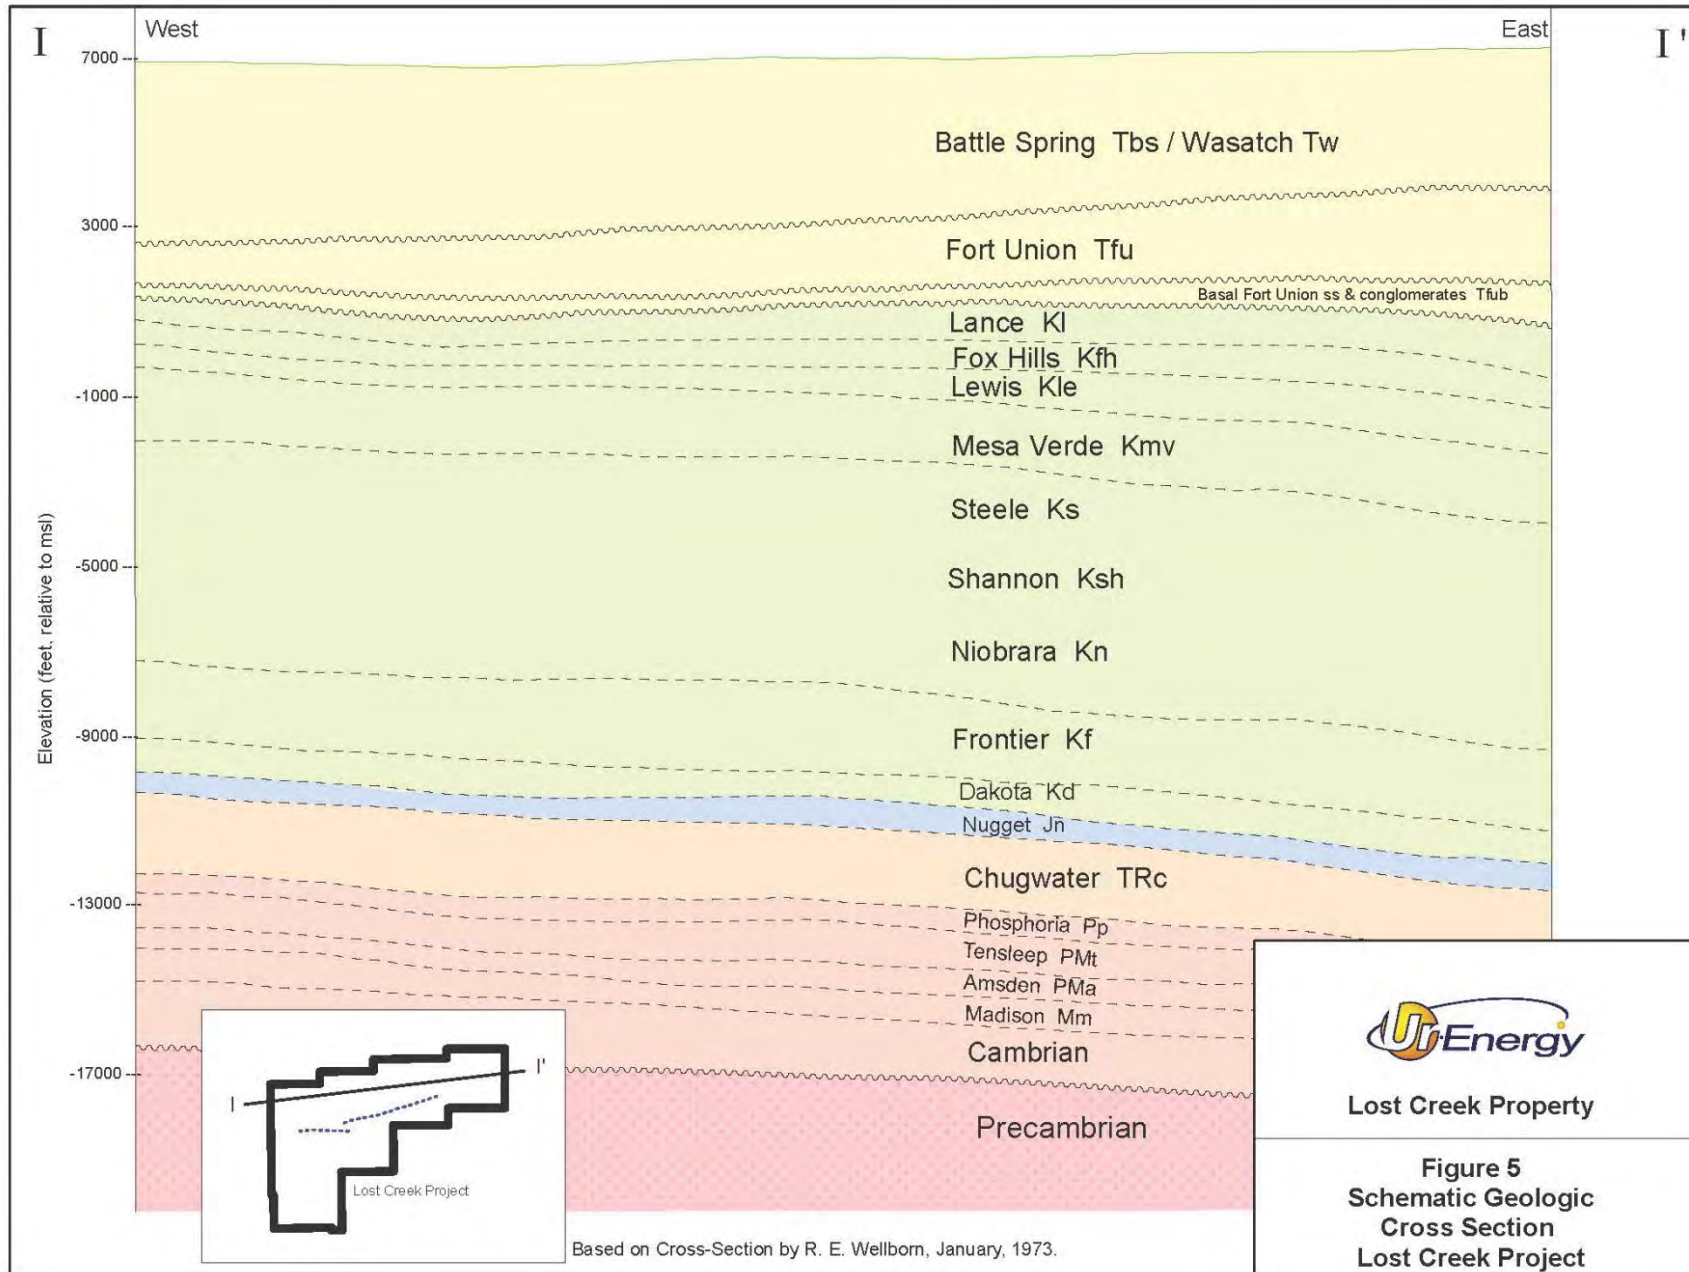 I
West
East
I'
7000
3000
-1000
-5000
-9000
-13000
-17000
Elevation (feet, relative to msl)
Battle Spring Tbs / Wasatch Tw
Fort Union Tfu
Basal Fort Union ss & conglomerates Tfub
Lance Kl
Fox Hills Kfh
Lewis Kle
Mesa Verde Kmv
Steele Ks
Shannon Ksh
Niobrara Kn
Frontier Kf
Dakota Kd
Nugget Jn
Chugwater TRc
Phosphoria Pp
Tensleep PMt
Amsden PMa
Madison Mm
Cambrian
Precambrian
I
I'
Lost Creek Project
Based on Cross-Section by R. E. Wellborn, January, 1973.
Ur-Energy
Lost Creek Property
Figure 5
Schematic Geologic
Cross Section
Lost Creek Project